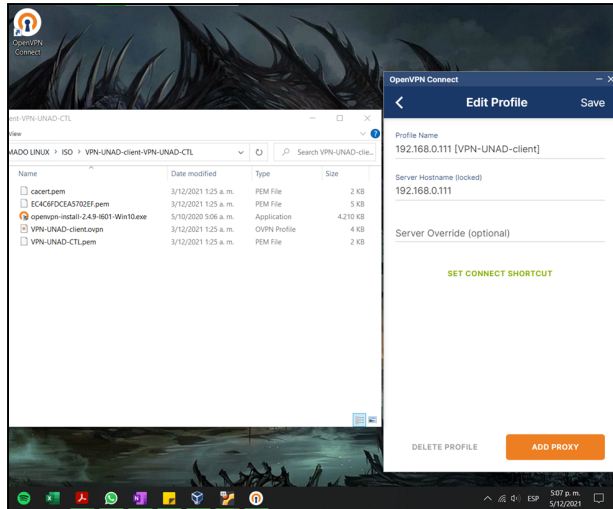 OpenVPN
Connect
ent-VPN-UNAD-CTL
View
MADO LINUX > ISO > VPN-UNAD-client-VPN-UNAD-CTL
Search VPN-UNAD-clie...
Name Date modified Type Size
cacert.pem 3/12/2021 1:25 a. m. PEM File 2 KB
EC4C6FDCEA5702EF.pem 3/12/2021 1:25 a. m. PEM File 5 KB
openvpn-install-2.4.9-I601-Win10.exe 5/10/2020 5:06 a. m. Application 4.210 KB
VPN-UNAD-client.ovpn 3/12/2021 1:25 a. m. OVPN Profile 4 KB
VPN-UNAD-CTL.pem 3/12/2021 1:25 a. m. PEM File 2 KB
OpenVPN Connect
Edit Profile Save
Profile Name
192.168.0.111 [VPN-UNAD-client]
Server Hostname (locked)
192.168.0.111
Server Override (optional)
SET CONNECT SHORTCUT
DELETE PROFILE ADD PROXY
ESP 5:07 p. m.
5/12/2021